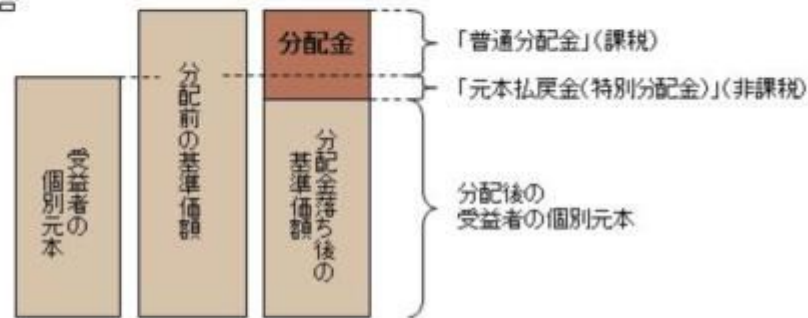 受益者の
個別元本
分配前の基準価額
分配金
分配金落ち後の
基準価額
「普通分配金」(課税)
「元本払戻金(特別分配金)」(非課税)
分配後の
受益者の個別元本